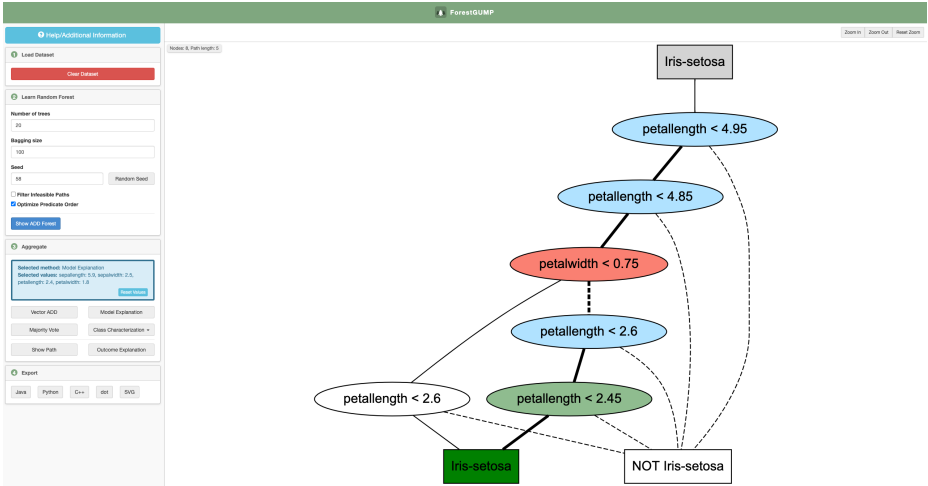 ForestGUMP
Help/Additional Information
Zoom In Zoom Out Reset Zoom
1 Load Dataset
Clear Dataset
2 Learn Random Forest
Number of trees
20
Bagging size
100
Seed
58 Random Seed
Filter Infeasible Paths
Optimize Predicate Order
Show ADD Forest
3 Aggregate
Selected method: Model Explanation
Selected values: sepallength: 5.9, sepalwidth: 2.5,
petallength: 2.4, petalwidth: 1.8
Reset Values
Vector ADD Model Explanation
Majority Vote Class Characterization
Show Path Outcome Explanation
4 Export
Java Python C++ dot SVG
Nodes: 8, Path length: 5
Iris-setosa
petallength < 4.95
petallength < 4.85
petalwidth < 0.75
petallength < 2.6
petallength < 2.6 petallength < 2.45
Iris-setosa NOT Iris-setosa